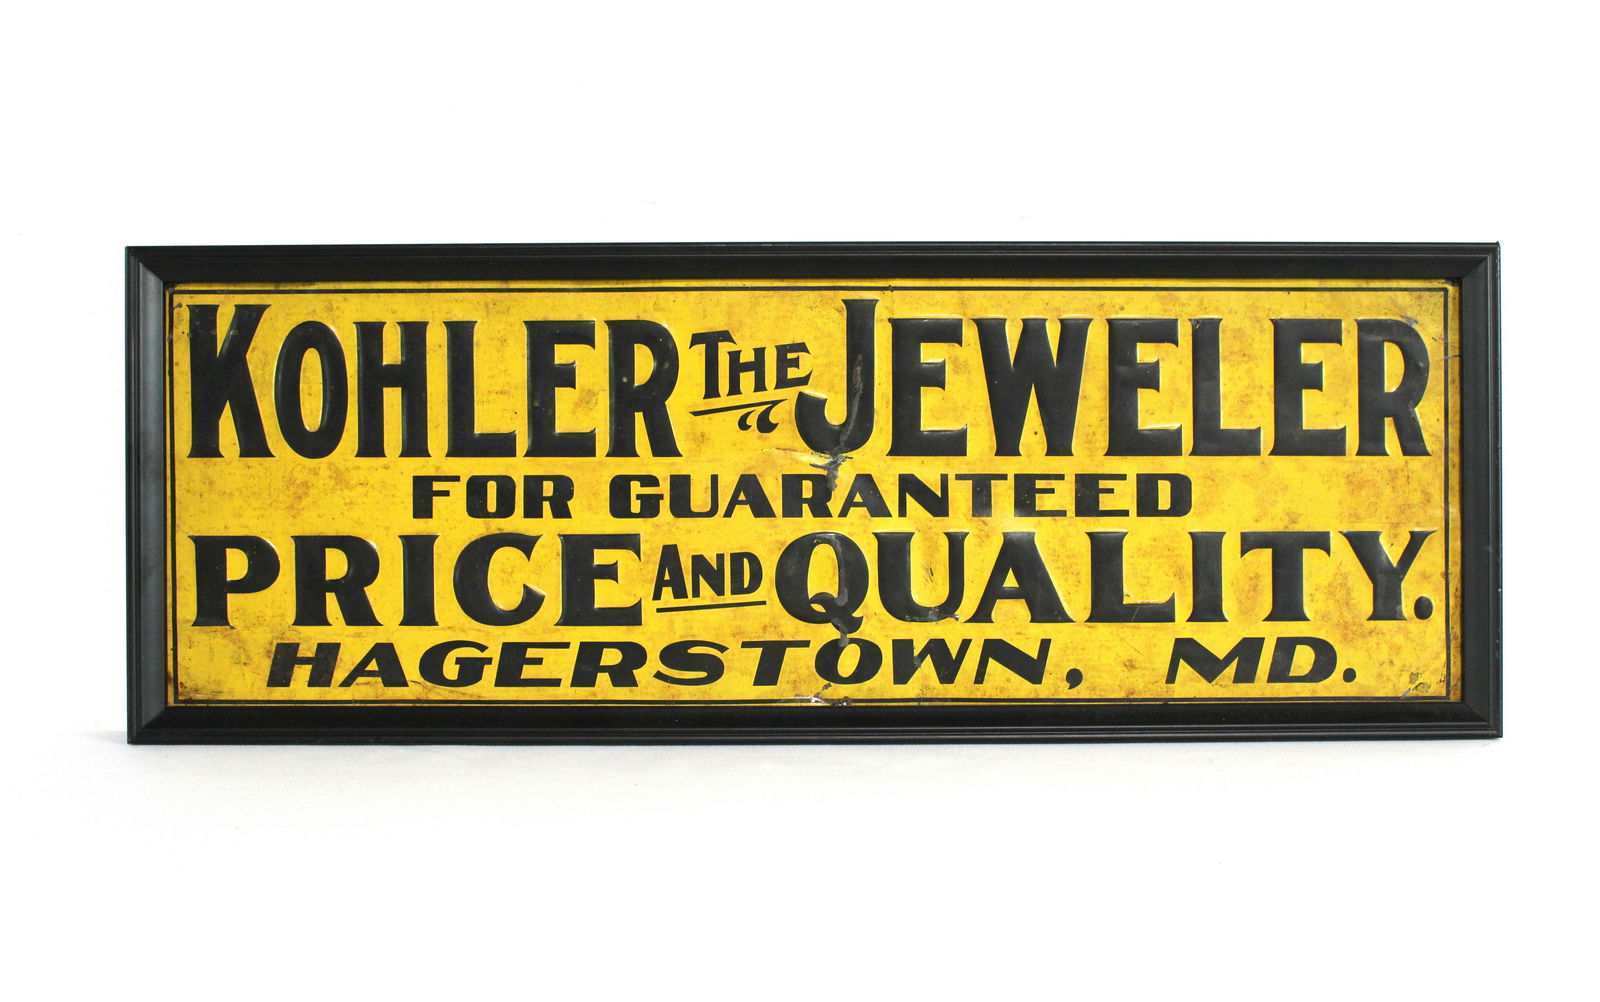 KOHLER THE JEWELER
FOR GUARANTEED
PRICE AND QUALITY.
HAGERSTOWN, MD.